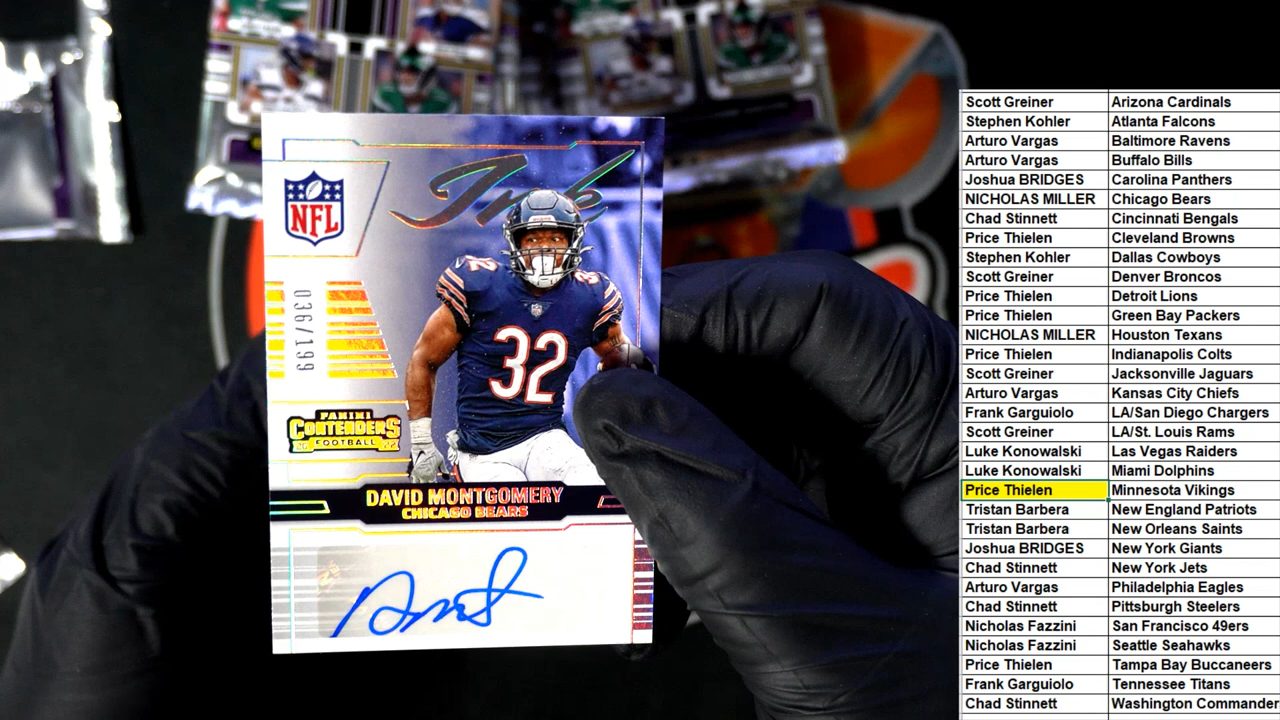 Ink
NFL
32
32
32
036/199
PANINI
CONTENDERS
FOOTBALL
DAVID MONTGOMERY
CHICAGO BEARS
Scott Greiner Arizona Cardinals
Stephen Kohler Atlanta Falcons
Arturo Vargas Baltimore Ravens
Arturo Vargas Buffalo Bills
Joshua BRIDGES Carolina Panthers
NICHOLAS MILLER Chicago Bears
Chad Stinnett Cincinnati Bengals
Price Thielen Cleveland Browns
Stephen Kohler Dallas Cowboys
Scott Greiner Denver Broncos
Price Thielen Detroit Lions
Price Thielen Green Bay Packers
NICHOLAS MILLER Houston Texans
Price Thielen Indianapolis Colts
Scott Greiner Jacksonville Jaguars
Arturo Vargas Kansas City Chiefs
Frank Garguiolo LA/San Diego Chargers
Scott Greiner LA/St. Louis Rams
Luke Konowalski Las Vegas Raiders
Luke Konowalski Miami Dolphins
Price Thielen Minnesota Vikings
Tristan Barbera New England Patriots
Tristan Barbera New Orleans Saints
Joshua BRIDGES New York Giants
Chad Stinnett New York Jets
Arturo Vargas Philadelphia Eagles
Chad Stinnett Pittsburgh Steelers
Nicholas Fazzini San Francisco 49ers
Nicholas Fazzini Seattle Seahawks
Price Thielen Tampa Bay Buccaneers
Frank Garguiolo Tennessee Titans
Chad Stinnett Washington Commander